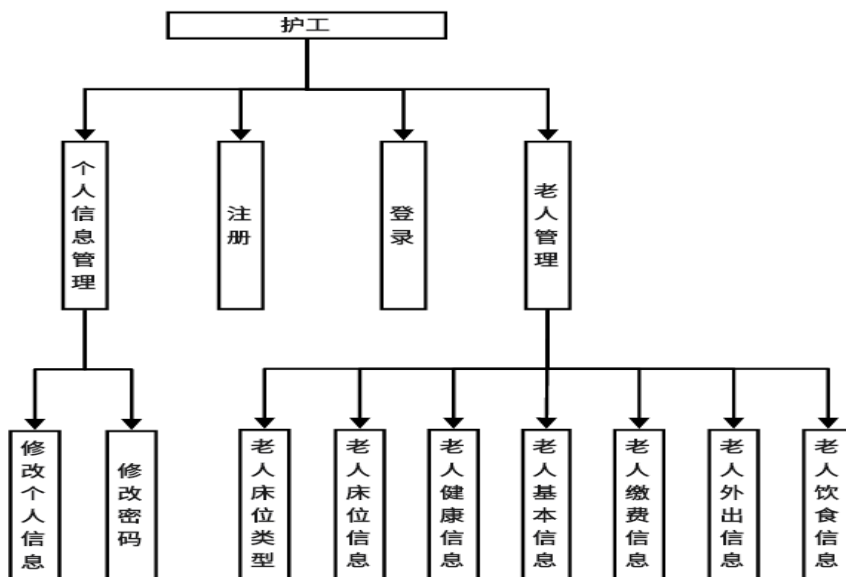 护工
个人信息管理
注册
登录
老人管理
修改个人信息
修改密码
老人床位类型
老人床位信息
老人健康信息
老人基本信息
老人缴费信息
老人外出信息
老人饮食信息